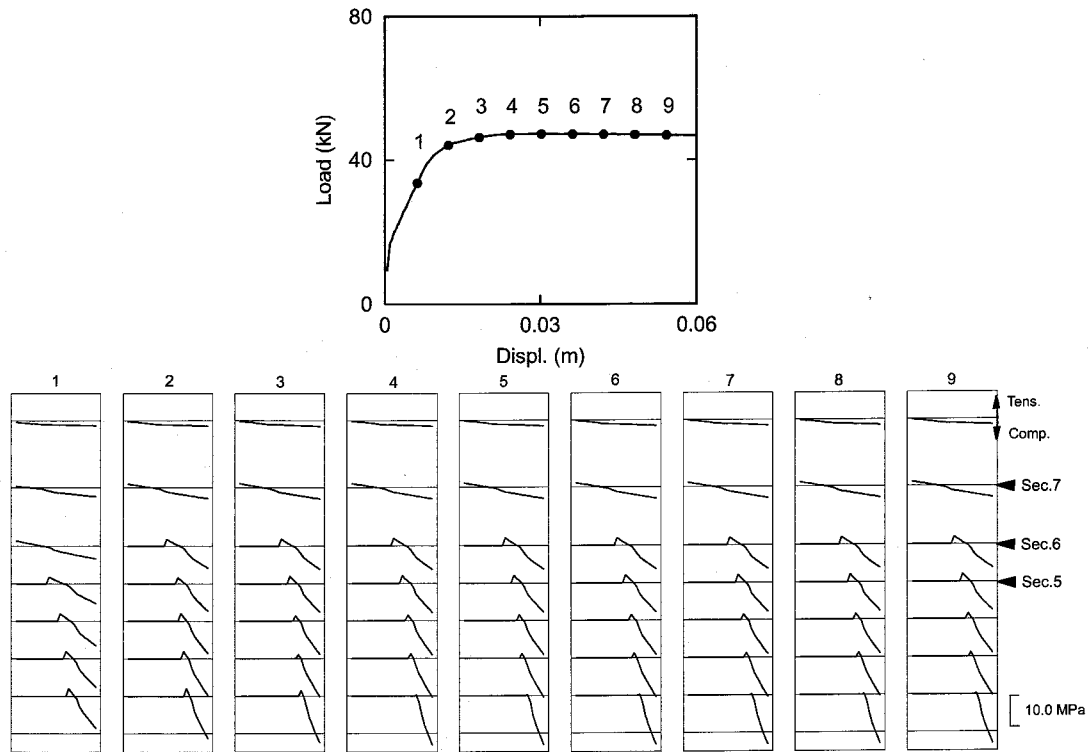 80
40
0
Load (kN)
1 2 3 4 5 6 7 8 9
0 0.03 0.06
Displ. (m)
1 2 3 4 5 6 7 8 9
Tens.
Comp.
Sec.7
Sec.6
Sec.5
10.0 MPa